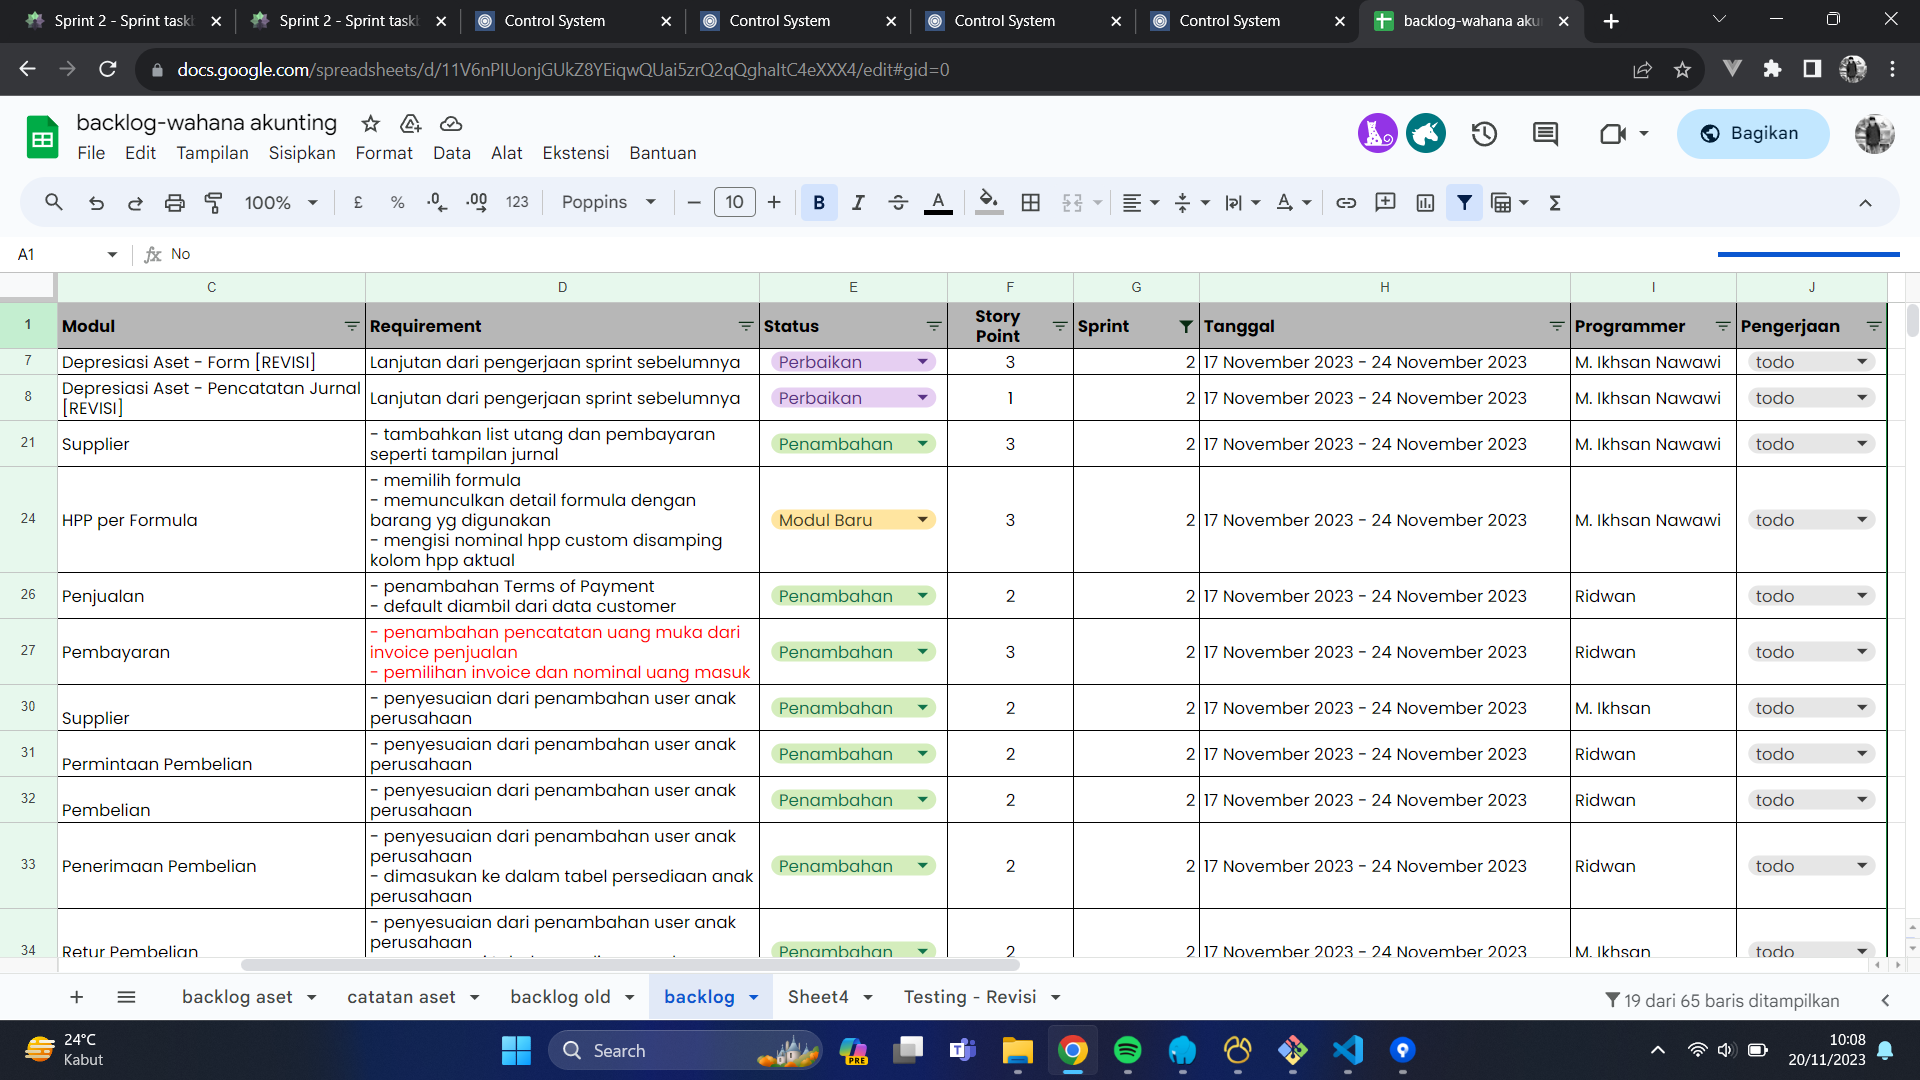 Sprint 2 - Sprint task
Sprint 2 - Sprint task
Control System
Control System
Control System
Control System
backlog-wahana aku
docs.google.com/spreadsheets/d/11V6nPIUonjGUkZ8YEiqwQUai5zrQ2qQghaItC4eXXX4/edit#gid=0
backlog-wahana akunting
File Edit Tampilan Sisipkan Format Data Alat Ekstensi Bantuan
Bagikan
100% £ % .0 .00 123 Poppins 10 B I A
A1 fx No
C D E F G H I J
1 Modul Requirement Status Story Point Sprint Tanggal Programmer Pengerjaan
7 Depresiasi Aset - Form [REVISI] Lanjutan dari pengerjaan sprint sebelumnya Perbaikan 3 2 17 November 2023 - 24 November 2023 M. Ikhsan Nawawi todo
8 Depresiasi Aset - Pencatatan Jurnal
[REVISI] Lanjutan dari pengerjaan sprint sebelumnya Perbaikan 1 2 17 November 2023 - 24 November 2023 M. Ikhsan Nawawi todo
21 Supplier - tambahkan list utang dan pembayaran
seperti tampilan jurnal Penambahan 3 2 17 November 2023 - 24 November 2023 M. Ikhsan Nawawi todo
24 HPP per Formula - memilih formula
- memunculkan detail formula dengan
barang yg digunakan
- mengisi nominal hpp custom disamping
kolom hpp aktual Modul Baru 3 2 17 November 2023 - 24 November 2023 M. Ikhsan Nawawi todo
26 Penjualan - penambahan Terms of Payment
- default diambil dari data customer Penambahan 2 2 17 November 2023 - 24 November 2023 Ridwan todo
27 Pembayaran - penambahan pencatatan uang muka dari
invoice penjualan
- pemilihan invoice dan nominal uang masuk Penambahan 3 2 17 November 2023 - 24 November 2023 Ridwan todo
30 Supplier - penyesuaian dari penambahan user anak
perusahaan Penambahan 2 2 17 November 2023 - 24 November 2023 M. Ikhsan todo
31 Permintaan Pembelian - penyesuaian dari penambahan user anak
perusahaan Penambahan 2 2 17 November 2023 - 24 November 2023 Ridwan todo
32 Pembelian - penyesuaian dari penambahan user anak
perusahaan Penambahan 2 2 17 November 2023 - 24 November 2023 Ridwan todo
33 Penerimaan Pembelian - penyesuaian dari penambahan user anak
perusahaan
- dimasukan ke dalam tabel persediaan anak
perusahaan Penambahan 2 2 17 November 2023 - 24 November 2023 Ridwan todo
34 Retur Pembelian - penyesuaian dari penambahan user anak
perusahaan Penambahan 2 2 17 November 2023 - 24 November 2023 M. Ikhsan todo
backlog aset catatan aset backlog old backlog Sheet4 Testing - Revisi
19 dari 65 baris ditampilkan
24°C
Kabut
Search
PRE
10:08
20/11/2023